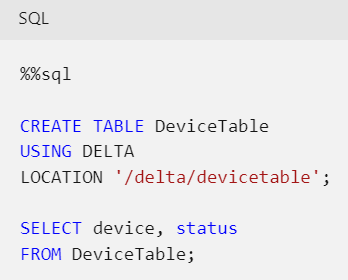 SQL
%%sql
CREATE TABLE DeviceTable
USING DELTA
LOCATION '/delta/devicetable';
SELECT device, status
FROM DeviceTable;